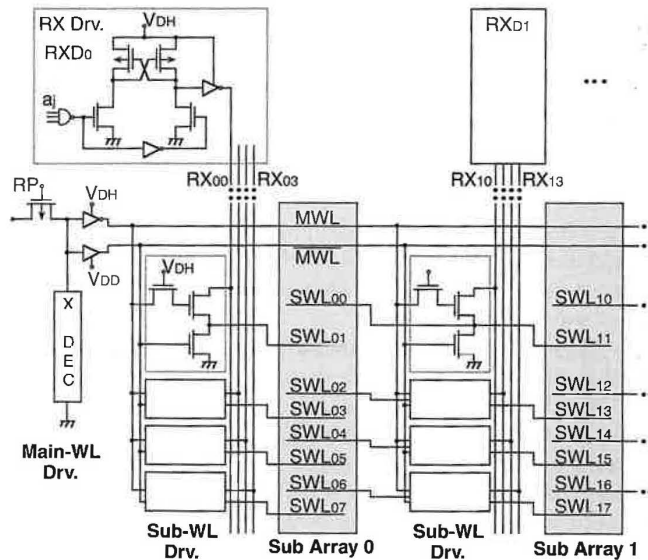 RX Drv.
VDH
RXD0
RXD1
aj
RX00
RX03
RX10
RX13
RP
VDH
MWL
MWL
VDD
VDH
X DEC
SWL00
SWL01
SWL02
SWL03
SWL04
SWL05
SWL06
SWL07
SWL10
SWL11
SWL12
SWL13
SWL14
SWL15
SWL16
SWL17
Main-WL
Drv.
Sub-WL
Drv.
Sub Array 0
Sub-WL
Drv.
Sub Array 1